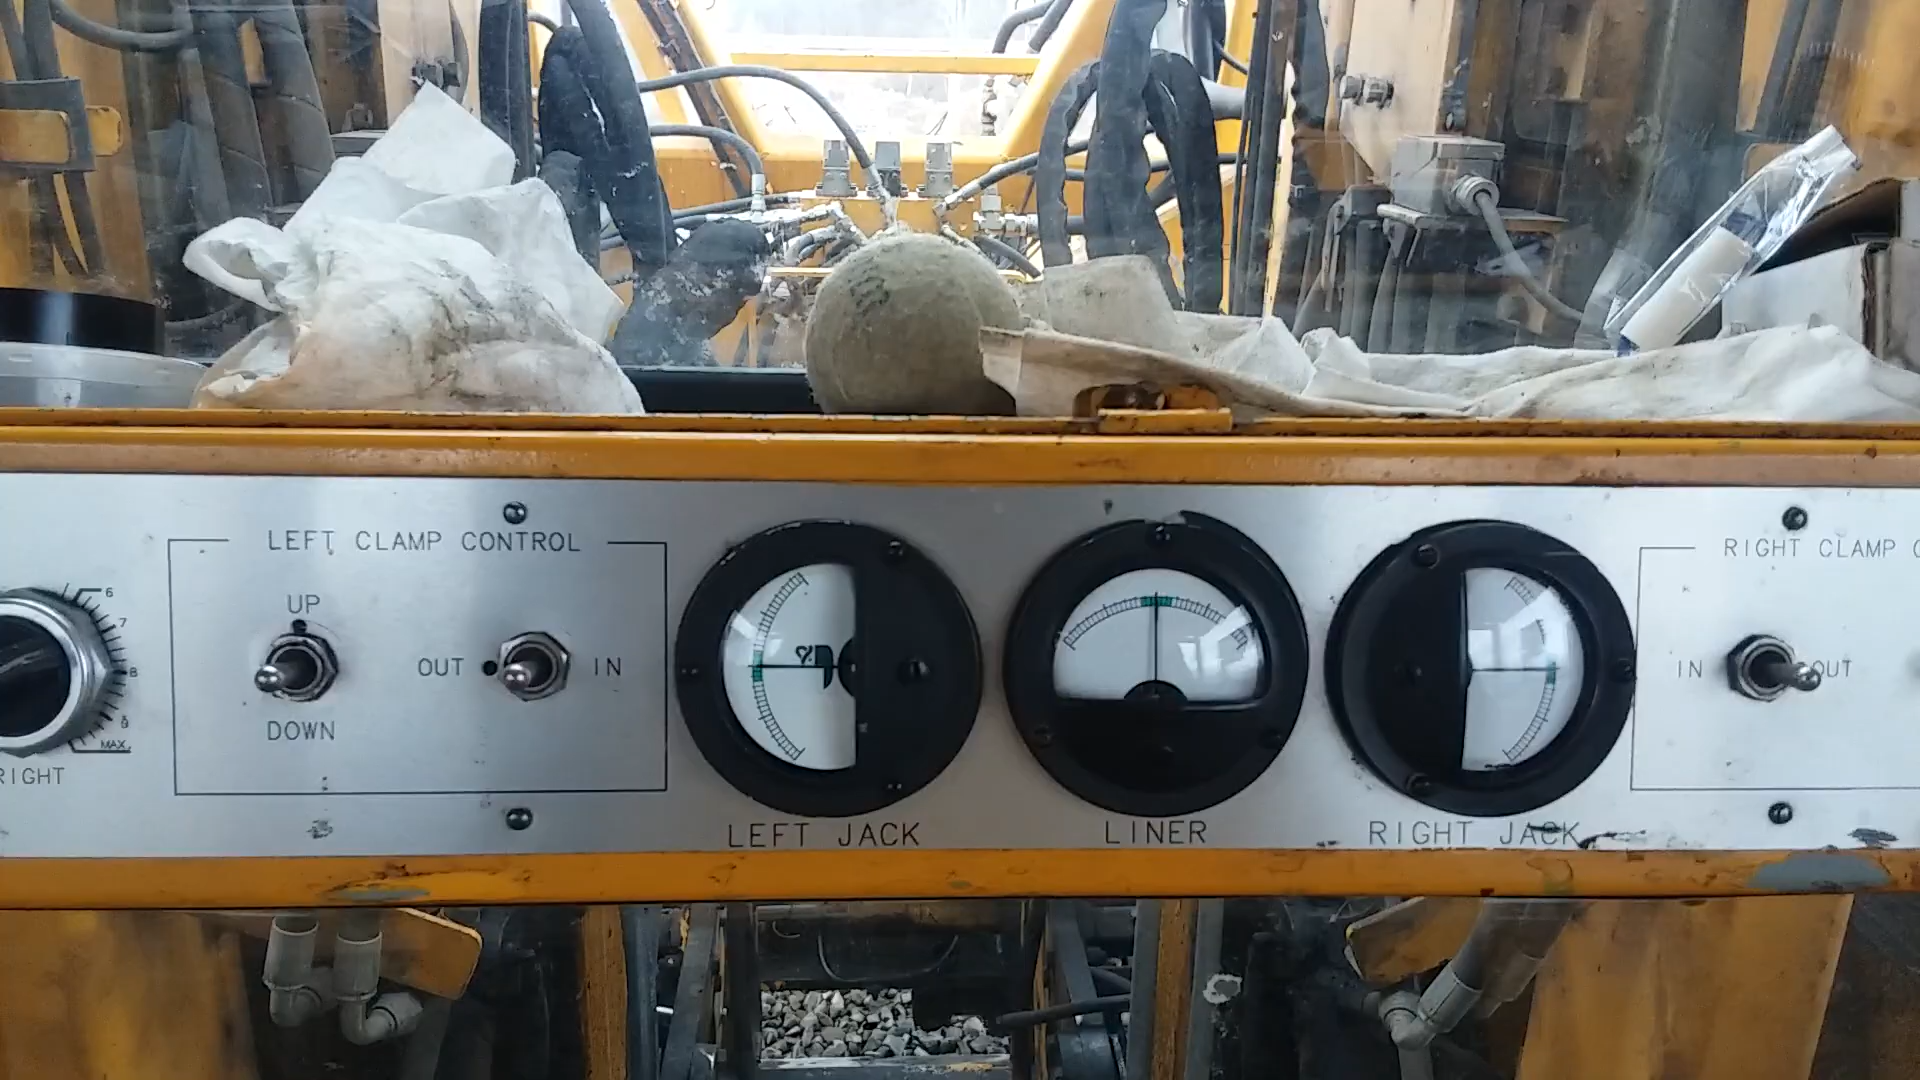 6
7
8
9
MAX.
RIGHT
LEFT CLAMP CONTROL
UP
OUT
IN
DOWN
LEFT JACK
LINER
RIGHT JACK
RIGHT CLAMP C
IN
OUT